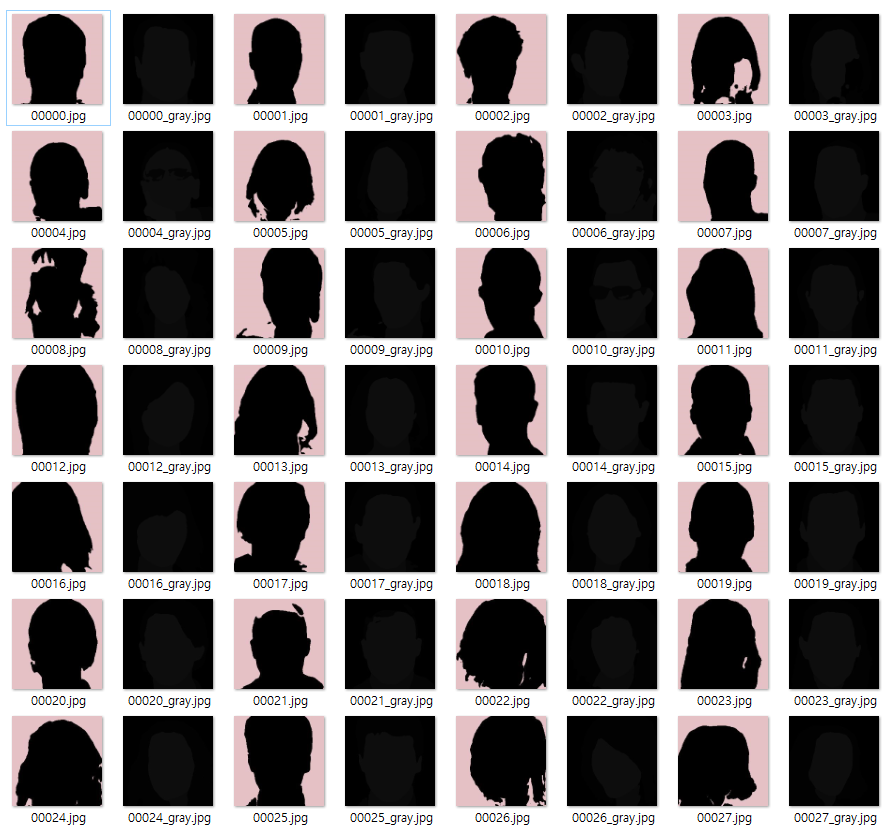 00000.jpg 00000_gray.jpg 00001.jpg 00001_gray.jpg 00002.jpg 00002_gray.jpg 00003.jpg 00003_gray.jpg
00004.jpg 00004_gray.jpg 00005.jpg 00005_gray.jpg 00006.jpg 00006_gray.jpg 00007.jpg 00007_gray.jpg
00008.jpg 00008_gray.jpg 00009.jpg 00009_gray.jpg 00010.jpg 00010_gray.jpg 00011.jpg 00011_gray.jpg
00012.jpg 00012_gray.jpg 00013.jpg 00013_gray.jpg 00014.jpg 00014_gray.jpg 00015.jpg 00015_gray.jpg
00016.jpg 00016_gray.jpg 00017.jpg 00017_gray.jpg 00018.jpg 00018_gray.jpg 00019.jpg 00019_gray.jpg
00020.jpg 00020_gray.jpg 00021.jpg 00021_gray.jpg 00022.jpg 00022_gray.jpg 00023.jpg 00023_gray.jpg
00024.jpg 00024_gray.jpg 00025.jpg 00025_gray.jpg 00026.jpg 00026_gray.jpg 00027.jpg 00027_gray.jpg